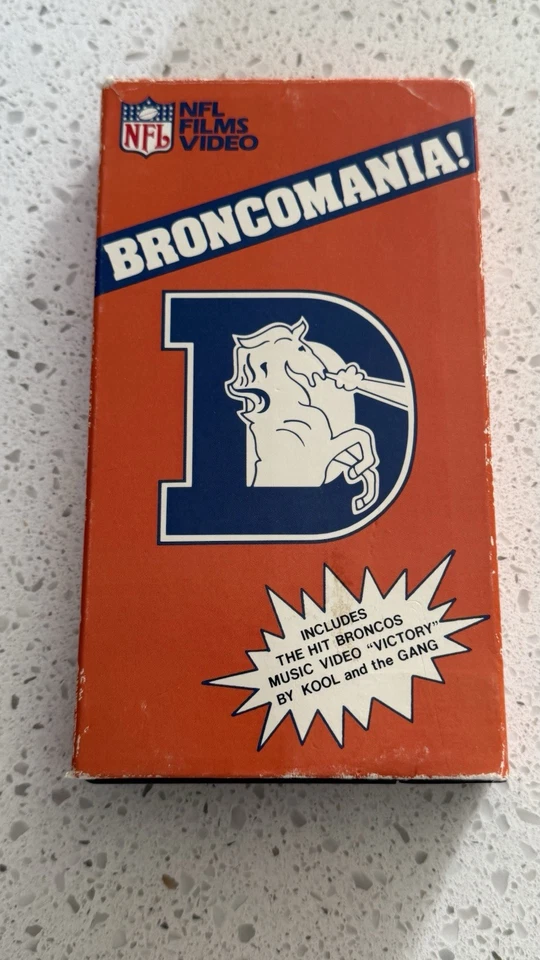 NFL
NFL
FILMS
VIDEO
BRONCOMANIA!
D
INCLUDES
THE HIT BRONCOS
MUSIC VIDEO "VICTORY"
BY KOOL and the GANG